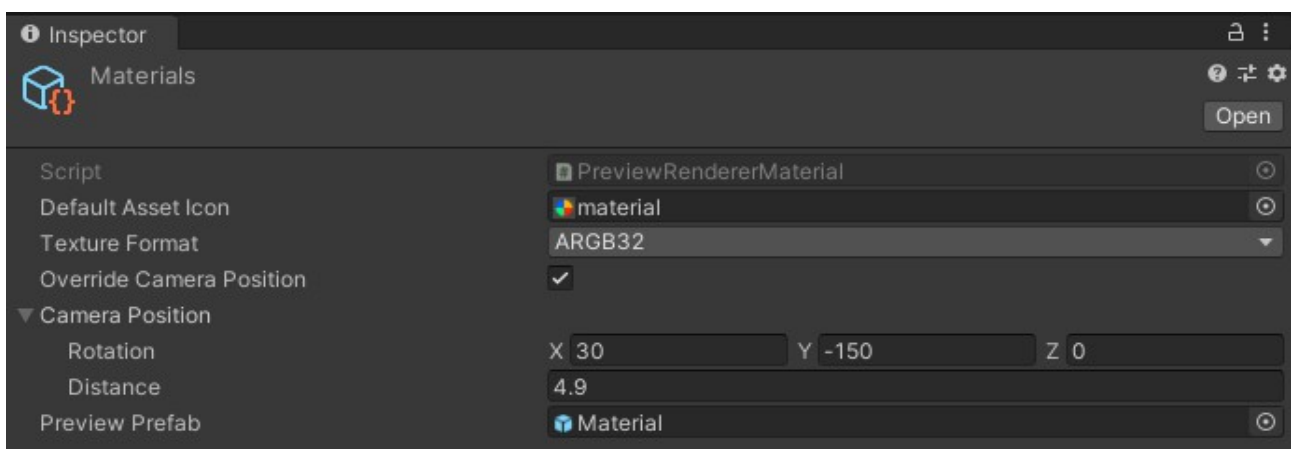 Inspector
Materials
Open
Script PreviewRendererMaterial
Default Asset Icon material
Texture Format ARGB32
Override Camera Position
Camera Position
Rotation X 30 Y -150 Z 0
Distance 4.9
Preview Prefab Material